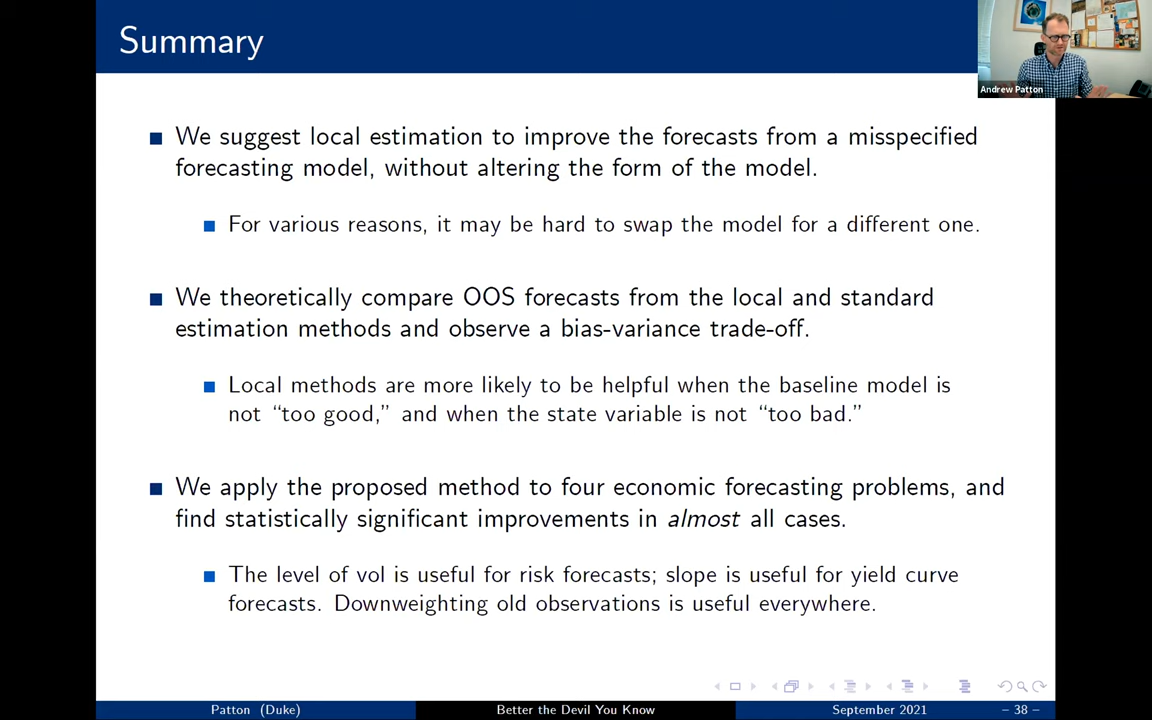 Summary
Andrew Patton
We suggest local estimation to improve the forecasts from a misspecified
forecasting model, without altering the form of the model.
For various reasons, it may be hard to swap the model for a different one.
We theoretically compare OOS forecasts from the local and standard
estimation methods and observe a bias-variance trade-off.
Local methods are more likely to be helpful when the baseline model is
not “too good,” and when the state variable is not “too bad.”
We apply the proposed method to four economic forecasting problems, and
find statistically significant improvements in almost all cases.
The level of vol is useful for risk forecasts; slope is useful for yield curve
forecasts. Downweighting old observations is useful everywhere.
Patton (Duke) Better the Devil You Know September 2021 – 38 –